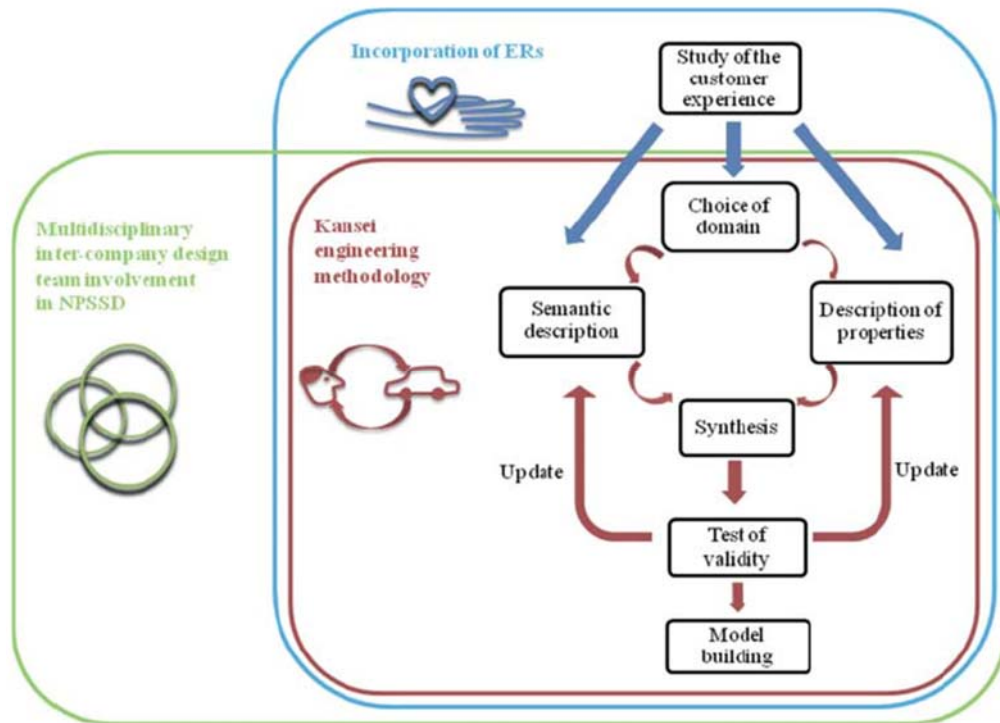 Incorporation of ERs
Study of the
customer
experience
Multidisciplinary
inter-company design
team involvement
in NPSSD
Kansei
engineering
methodology
Choice of
domain
Semantic
description
Description of
properties
Synthesis
Update
Update
Test of
validity
Model
building